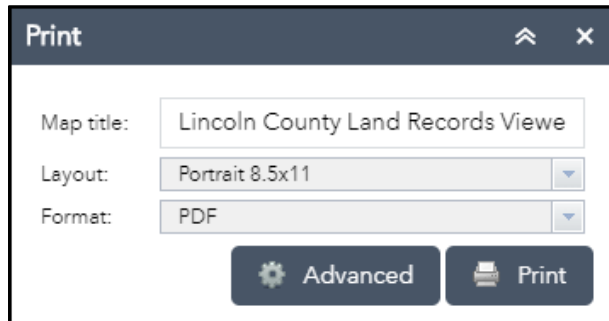 Print
Map title: Lincoln County Land Records Viewe
Layout: Portrait 8.5x11
Format: PDF
Advanced Print